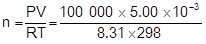 n = PV/RT = 100 000 × 5.00 × 10⁻³ / 8.31 × 298